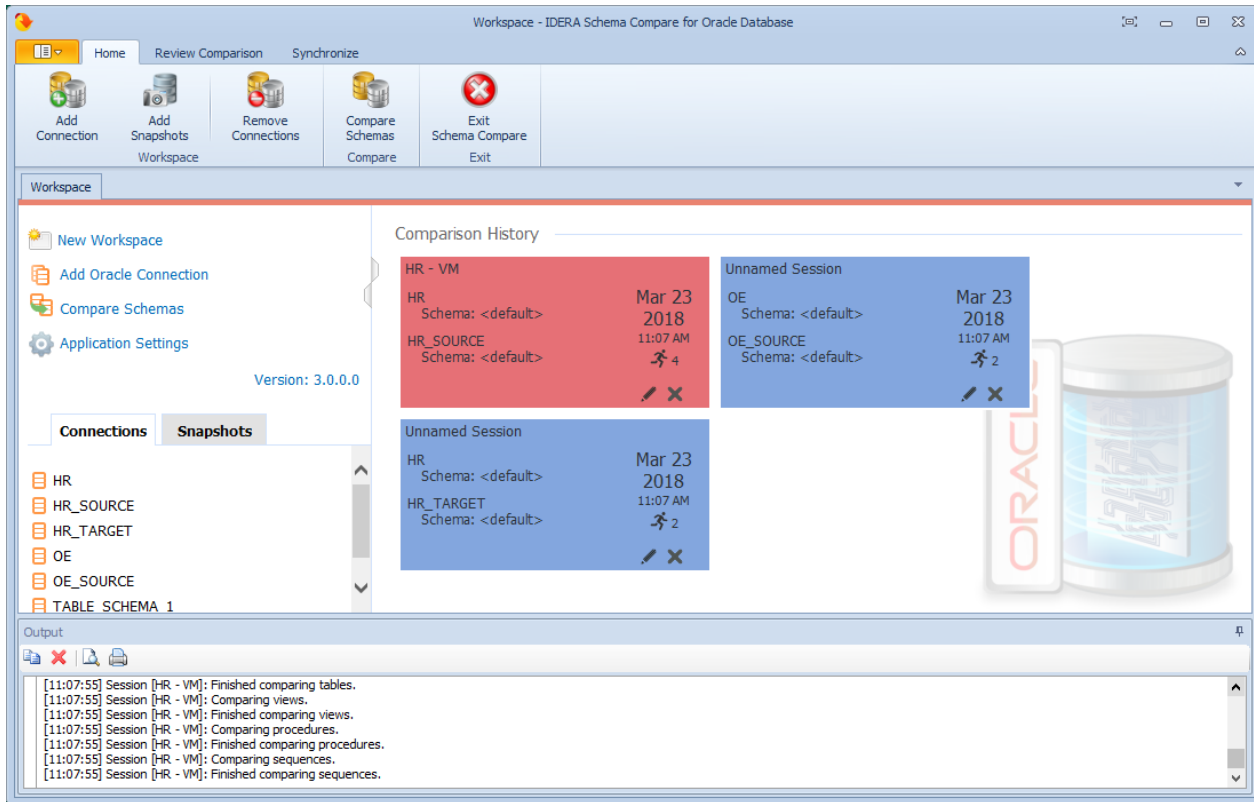 Workspace - IDERA Schema Compare for Oracle Database
Home Review Comparison Synchronize
Add Connection
Add Snapshots
Remove Connections
Compare Schemas
Exit Schema Compare
Workspace Compare Exit
Workspace
New Workspace
Add Oracle Connection
Compare Schemas
Application Settings
Version: 3.0.0.0
Connections Snapshots
HR
HR_SOURCE
HR_TARGET
OE
OE_SOURCE
TABLE_SCHEMA_1
Comparison History
HR - VM
HR
Schema: <default>
HR_SOURCE
Schema: <default>
Mar 23
2018
11:07 AM
4
Unnamed Session
OE
Schema: <default>
OE_SOURCE
Schema: <default>
Mar 23
2018
11:07 AM
2
Unnamed Session
HR
Schema: <default>
HR_TARGET
Schema: <default>
Mar 23
2018
11:07 AM
2
ORACLE
Output
[11:07:55] Session [HR - VM]: Finished comparing tables.
[11:07:55] Session [HR - VM]: Comparing views.
[11:07:55] Session [HR - VM]: Finished comparing views.
[11:07:55] Session [HR - VM]: Comparing procedures.
[11:07:55] Session [HR - VM]: Finished comparing procedures.
[11:07:55] Session [HR - VM]: Comparing sequences.
[11:07:55] Session [HR - VM]: Finished comparing sequences.